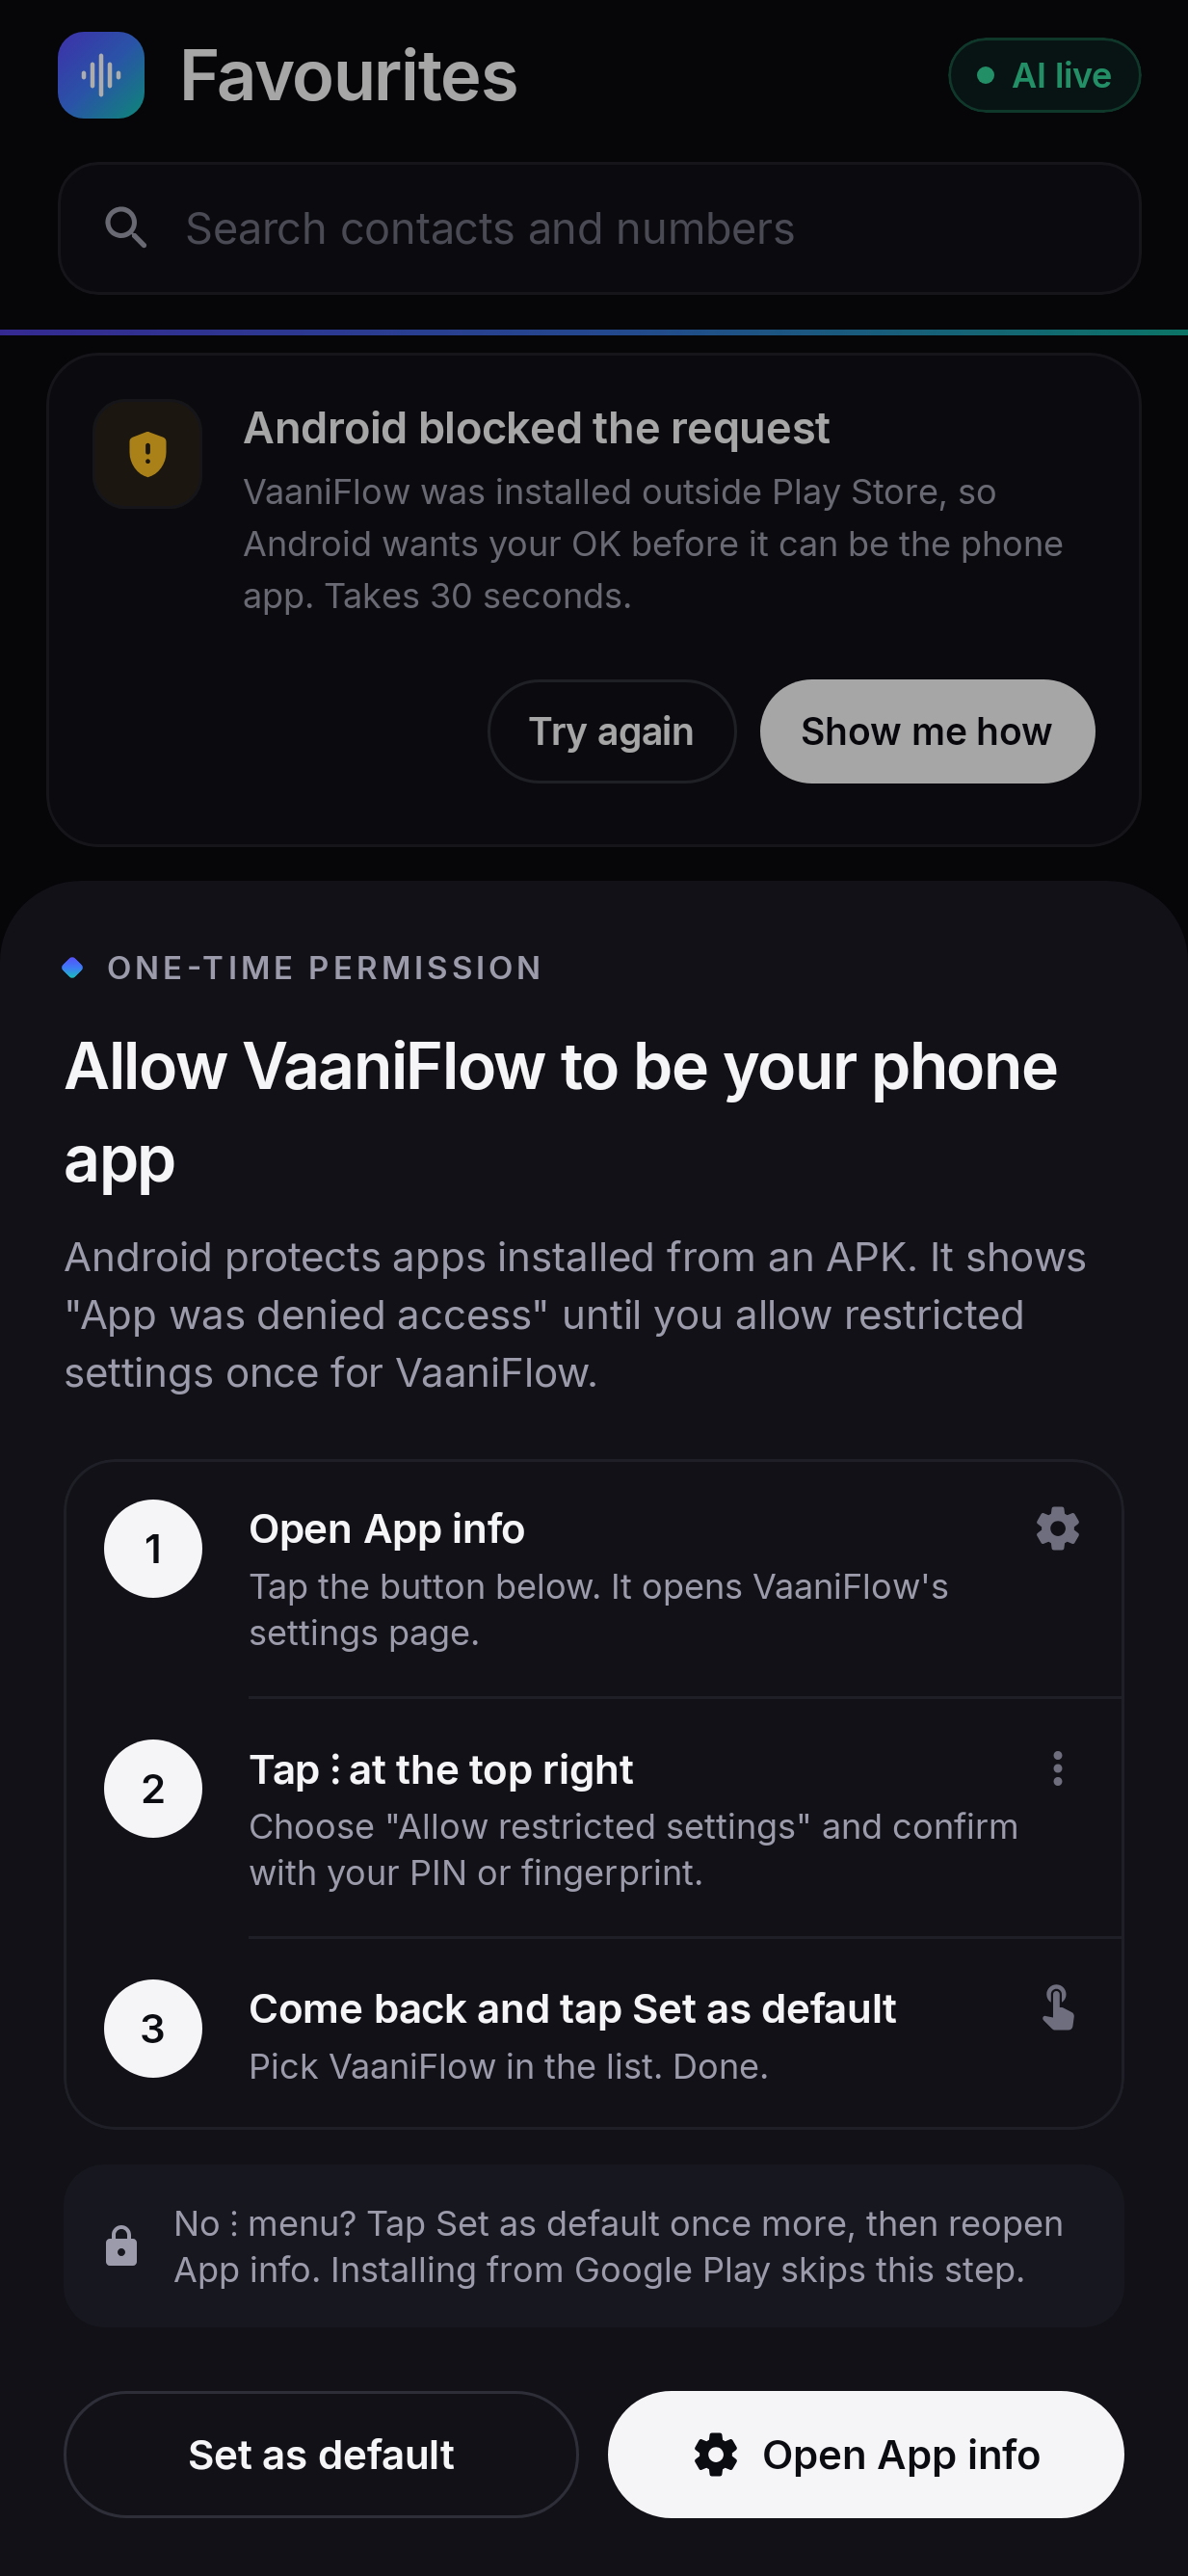 Favourites
AI live
Search contacts and numbers
Android blocked the request
VaaniFlow was installed outside Play Store, so
Android wants your OK before it can be the phone
app. Takes 30 seconds.
Try again
Show me how
ONE-TIME PERMISSION
Allow VaaniFlow to be your phone
app
Android protects apps installed from an APK. It shows
"App was denied access" until you allow restricted
settings once for VaaniFlow.
1
Open App info
Tap the button below. It opens VaaniFlow's
settings page.
2
Tap ⋮ at the top right
Choose "Allow restricted settings" and confirm
with your PIN or fingerprint.
3
Come back and tap Set as default
Pick VaaniFlow in the list. Done.
No ⋮ menu? Tap Set as default once more, then reopen
App info. Installing from Google Play skips this step.
Set as default
Open App info